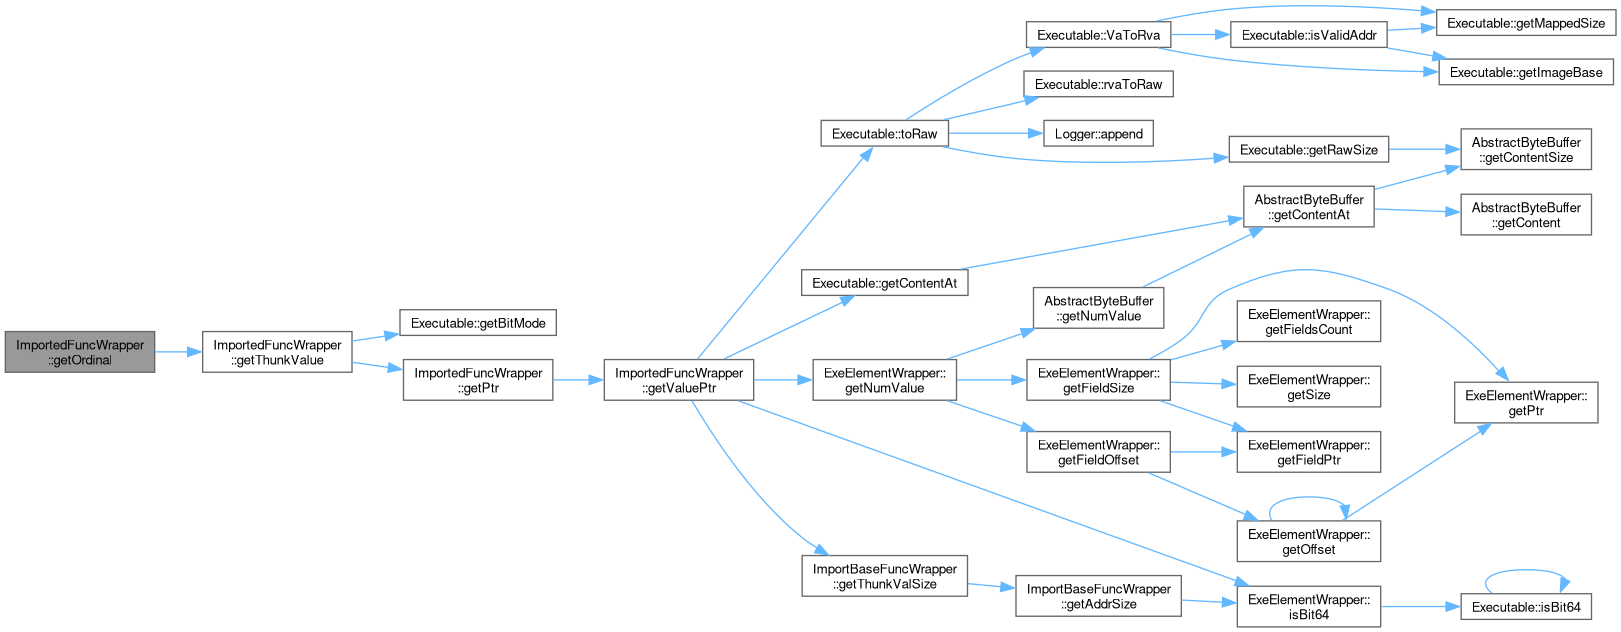 ImportedFuncWrapper
::getOrdinal
ImportedFuncWrapper
::getThunkValue
Executable::getBitMode
ImportedFuncWrapper
::getPtr
ImportedFuncWrapper
::getValuePtr
Executable::toRaw
Executable::getContentAt
ExeElementWrapper::
getNumValue
ImportBaseFuncWrapper
::getThunkValSize
Executable::VaToRva
Executable::rvaToRaw
Logger::append
AbstractByteBuffer
::getNumValue
ExeElementWrapper::
getFieldSize
ExeElementWrapper::
getFieldOffset
ImportBaseFuncWrapper
::getAddrSize
Executable::isValidAddr
Executable::getRawSize
AbstractByteBuffer
::getContentAt
ExeElementWrapper::
getFieldsCount
ExeElementWrapper::
getSize
ExeElementWrapper::
getFieldPtr
ExeElementWrapper::
getOffset
ExeElementWrapper::
isBit64
Executable::getMappedSize
Executable::getImageBase
AbstractByteBuffer
::getContentSize
AbstractByteBuffer
::getContent
ExeElementWrapper::
getPtr
Executable::isBit64